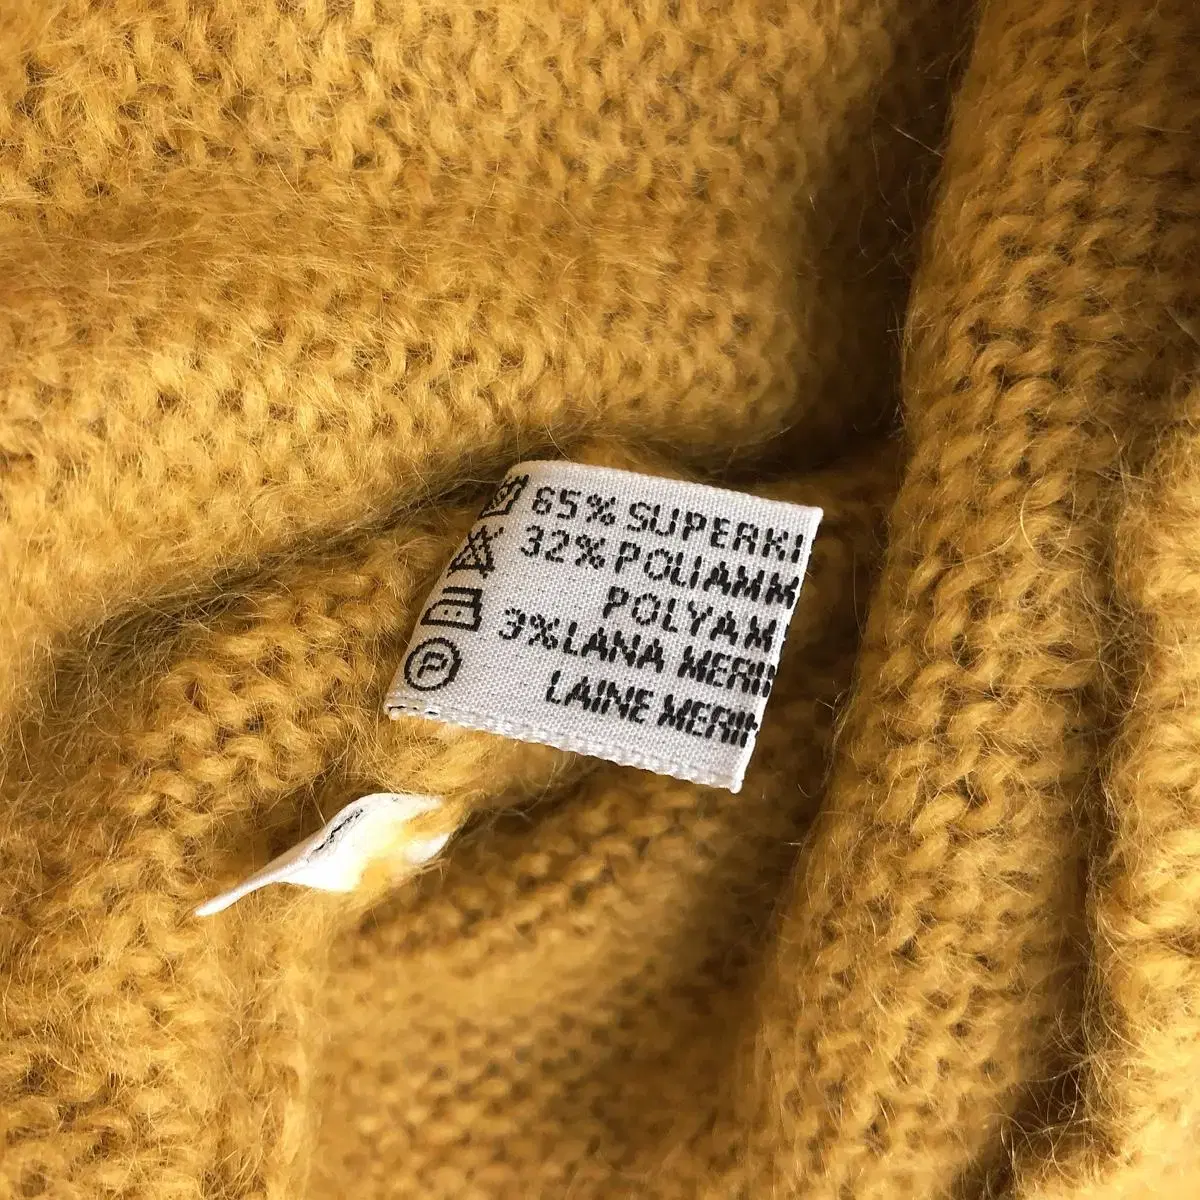 65% SUPERKI
32% POLIAMM
POLYAM
3% LANA MERI
LAINE MERI
P